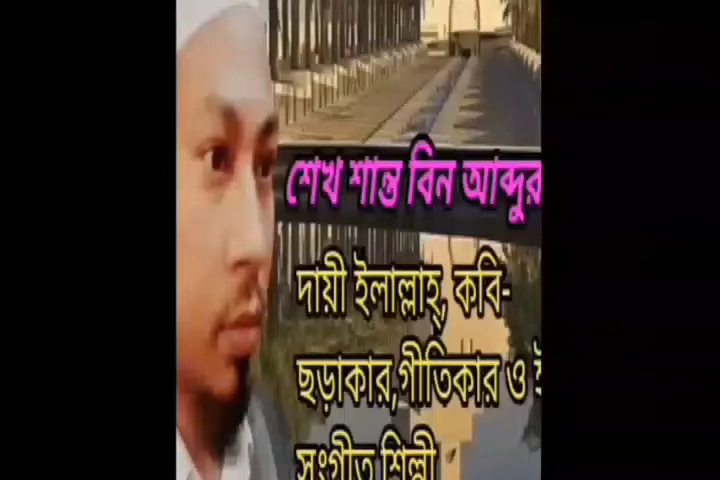 শেখ শান্ত বিন আব্দুর
দায়ী ইলাল্লাহ্, কবি-
ছড়াকার,গীতিকার ও
সংগীত শিল্পী